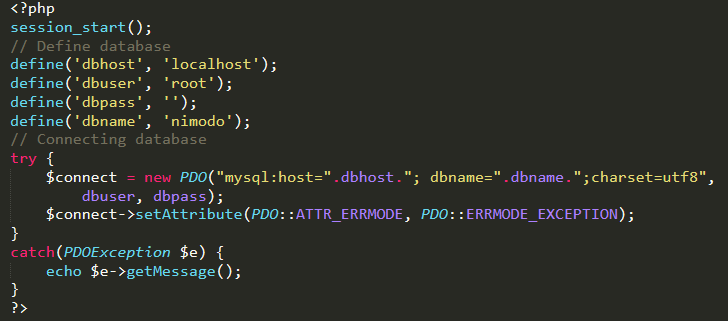 <?php
session_start();
// Define database
define('dbhost', 'localhost');
define('dbuser', 'root');
define('dbpass', '');
define('dbname', 'nimodo');
// Connecting database
try {
    $connect = new PDO("mysql:host=".dbhost."; dbname=".dbname.";charset=utf8",
        dbuser, dbpass);
    $connect->setAttribute(PDO::ATTR_ERRMODE, PDO::ERRMODE_EXCEPTION);
}
catch(PDOException $e) {
    echo $e->getMessage();
}
?>